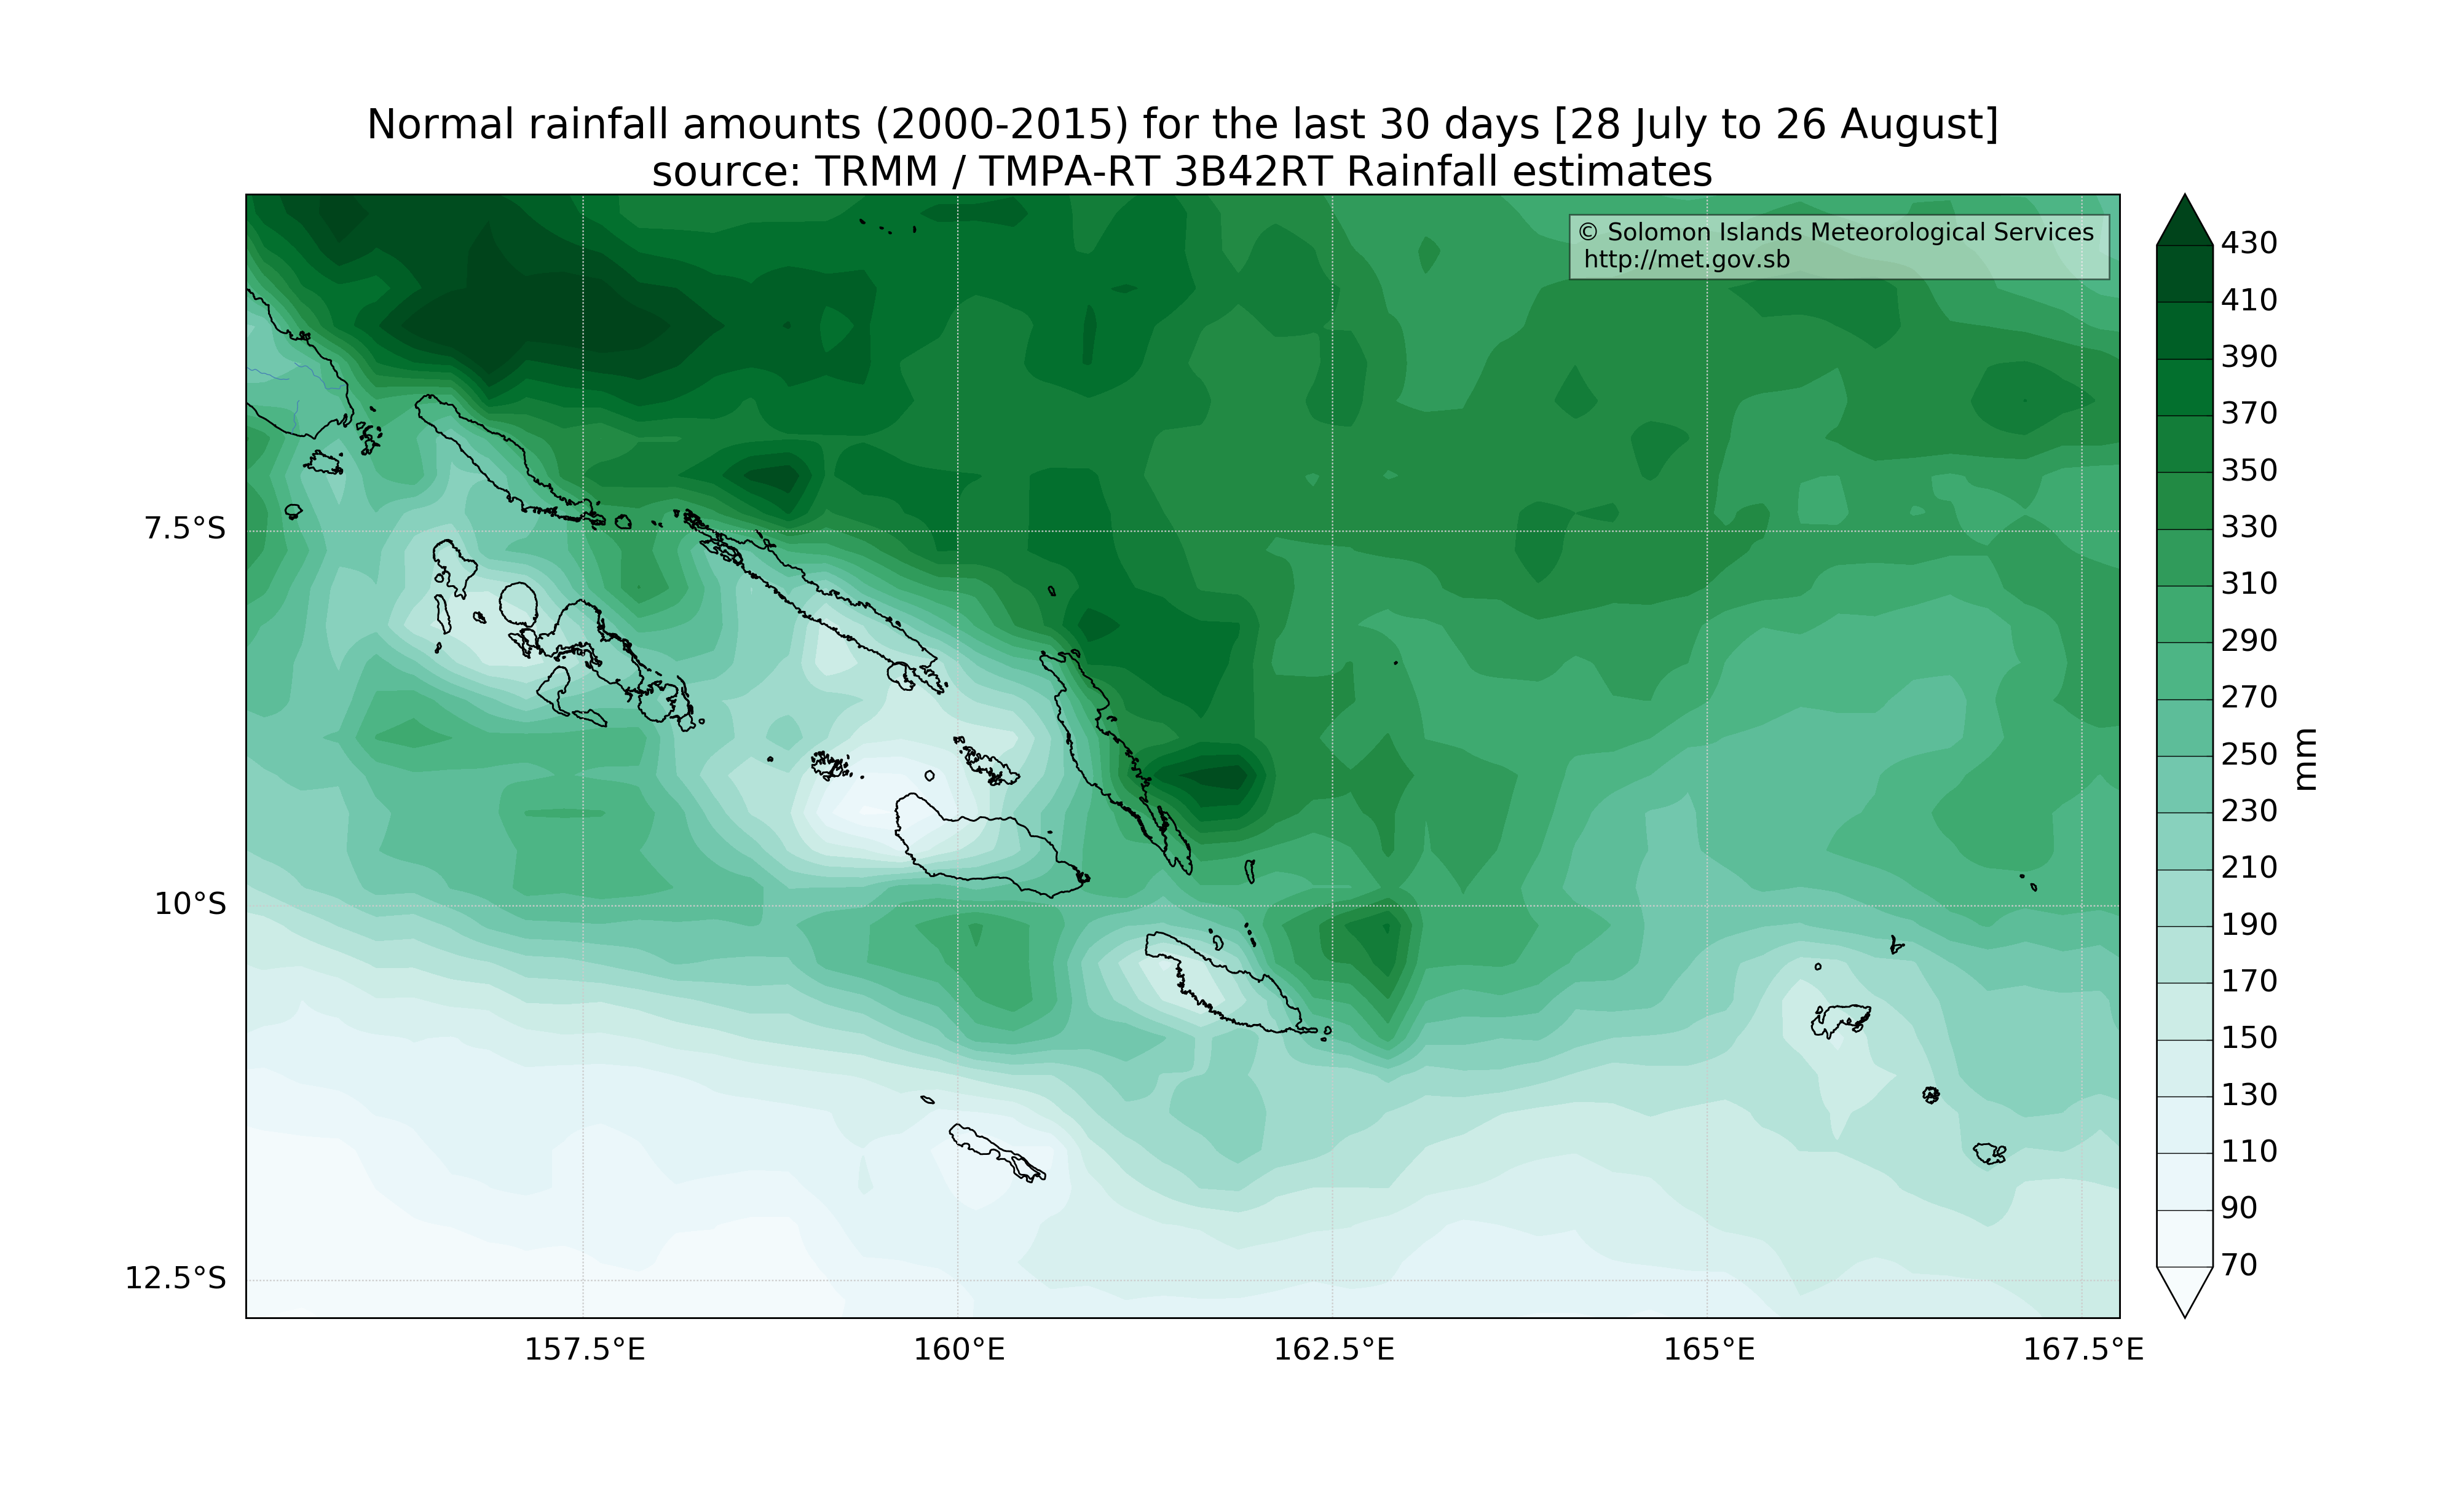 Normal rainfall amounts (2000-2015) for the last 30 days [28 July to 26 August]
source: TRMM / TMPA-RT 3B42RT Rainfall estimates
© Solomon Islands Meteorological Services
http://met.gov.sb
7.5°S
10°S
12.5°S
157.5°E
160°E
162.5°E
165°E
167.5°E
430
410
390
370
350
330
310
290
270
250
230
210
190
170
150
130
110
90
70
mm